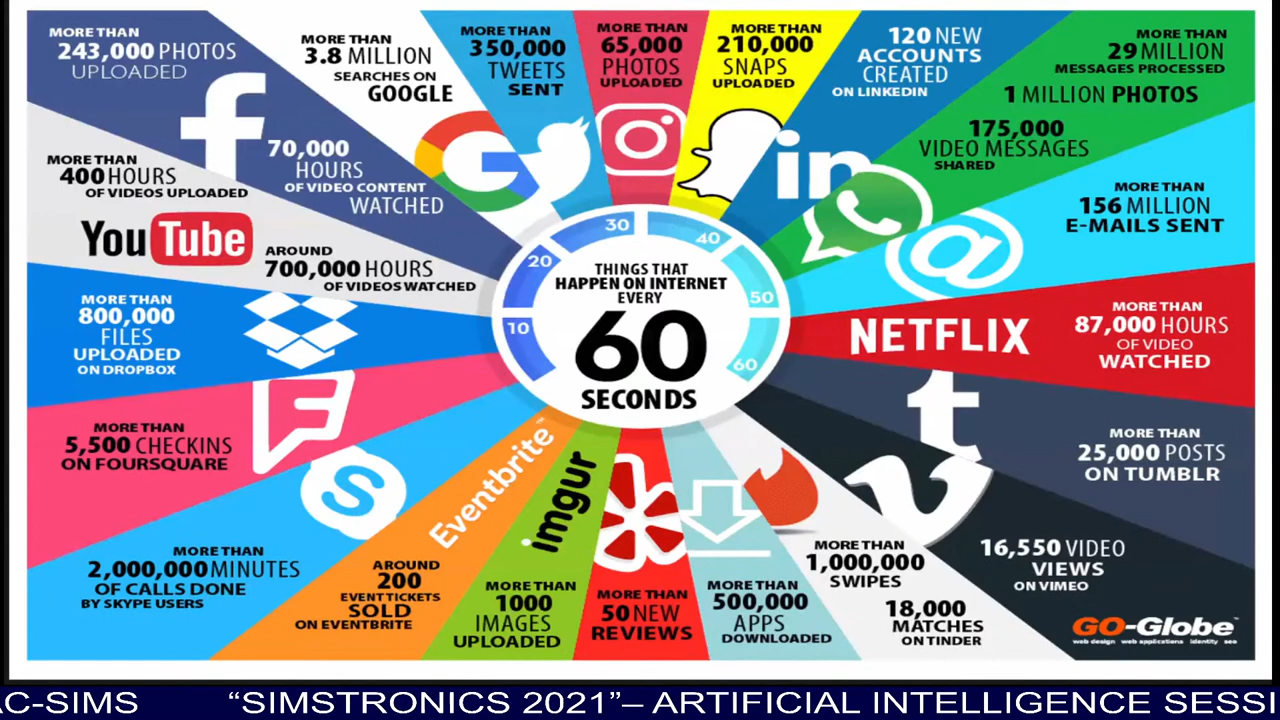 MORE THAN
243,000 PHOTOS
UPLOADED
f
70,000
HOURS
OF VIDEO CONTENT
WATCHED
MORE THAN
3.8 MILLION
SEARCHES ON
GOOGLE
G
MORE THAN
350,000
TWEETS
SENT
MORE THAN
65,000
PHOTOS
UPLOADED
MORE THAN
210,000
SNAPS
UPLOADED
120 NEW
ACCOUNTS
CREATED
ON LINKEDIN
in
MORE THAN
29 MILLION
MESSAGES PROCESSED
1 MILLION PHOTOS
175,000
VIDEO MESSAGES
SHARED
MORE THAN
156 MILLION
E-MAILS SENT
@
MORE THAN
400 HOURS
OF VIDEOS UPLOADED
YouTube
AROUND
700,000 HOURS
OF VIDEOS WATCHED
10
20
30
40
50
60
THINGS THAT
HAPPEN ON INTERNET
EVERY
60
SECONDS
NETFLIX
MORE THAN
87,000 HOURS
OF VIDEO
WATCHED
MORE THAN
800,000
FILES
UPLOADED
ON DROPBOX
t
MORE THAN
25,000 POSTS
ON TUMBLR
MORE THAN
5,500 CHECKINS
ON FOURSQUARE
F
S
MORE THAN
2,000,000 MINUTES
OF CALLS DONE
BY SKYPE USERS
Eventbrite
AROUND
200
EVENT TICKETS
SOLD
ON EVENTBRITE
imgur
MORE THAN
1000
IMAGES
UPLOADED
MORE THAN
50 NEW
REVIEWS
MORE THAN
500,000
APPS
DOWNLOADED
MORE THAN
1,000,000
SWIPES
18,000
MATCHES
ON TINDER
v
16,550 VIDEO
VIEWS
ON VIMEO
GO-Globe™
web design web applications identity seo
AC-SIMS “SIMSTRONICS 2021”– ARTIFICIAL INTELLIGENCE SESSI